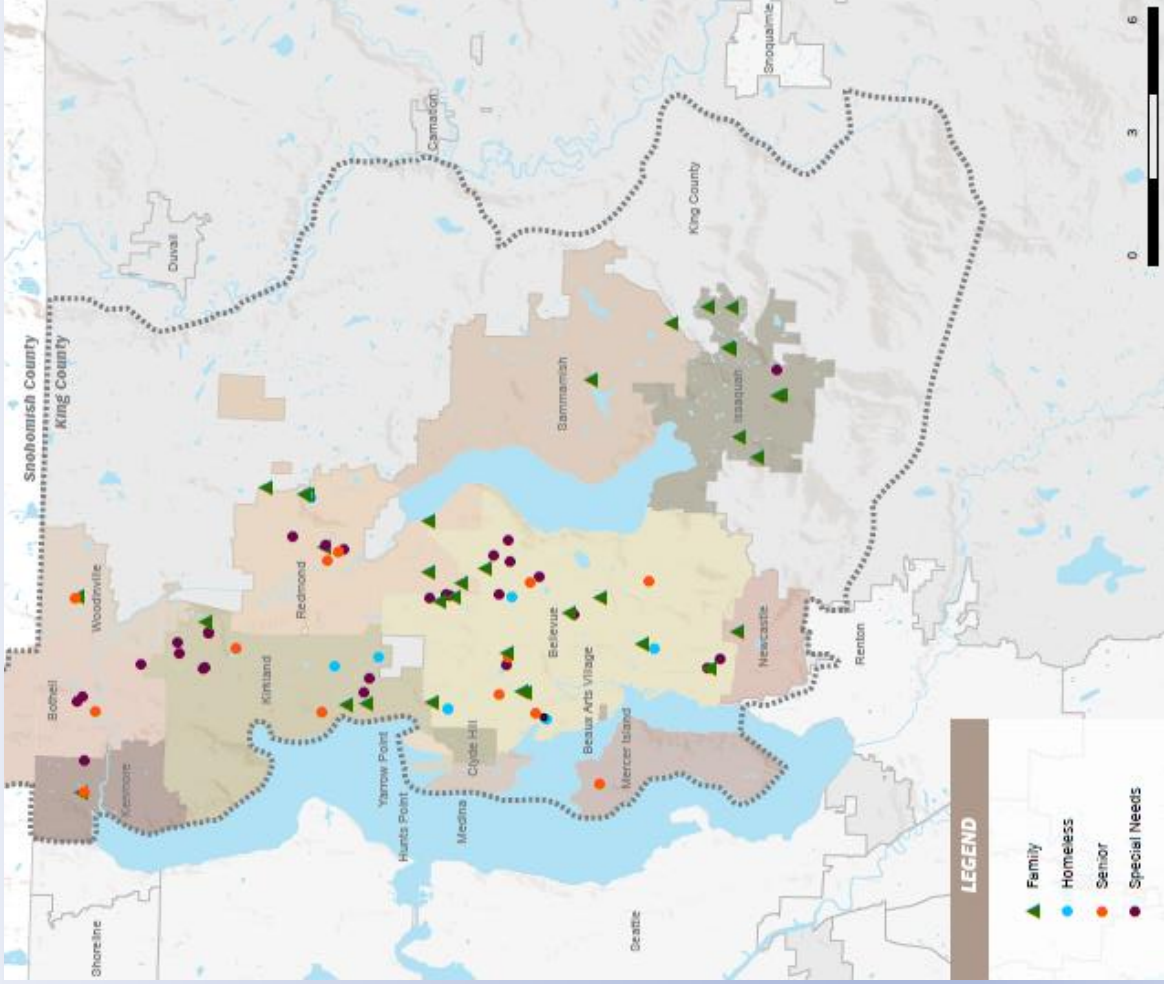 Snohomish County
King County
Duvall
Carnation
Snoqualmie
King County
Woodinville
Bothell
Kenmore
Shoreline
Redmond
Kirkland
Sammamish
Issaquah
Yarrow Point
Hunts Point
Clyde Hill
Medina
Bellevue
Beaux Arts Village
Mercer Island
Newcastle
Renton
Seattle
LEGEND
Family
Homeless
Senior
Special Needs
0 3 6